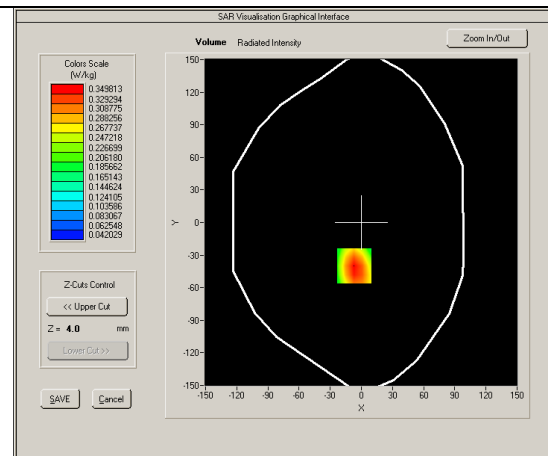 SAR Visualisation Graphical Interface
Volume Radiated Intensity
Zoom In/Out
Colors Scale
(W/kg)
0.349813
0.329294
0.308775
0.288256
0.267737
0.247218
0.226699
0.206180
0.185662
0.165143
0.144624
0.124105
0.103586
0.083067
0.062548
0.042029
Z-Cuts Control
<< Upper Cut
Z = 4.0 mm
Lower Cut >>
SAVE Cancel
150
120
90
60
30
0
-30
-60
-90
-120
-150
Y
-150 -120 -90 -60 -30 0 30 60 90 120 150
X